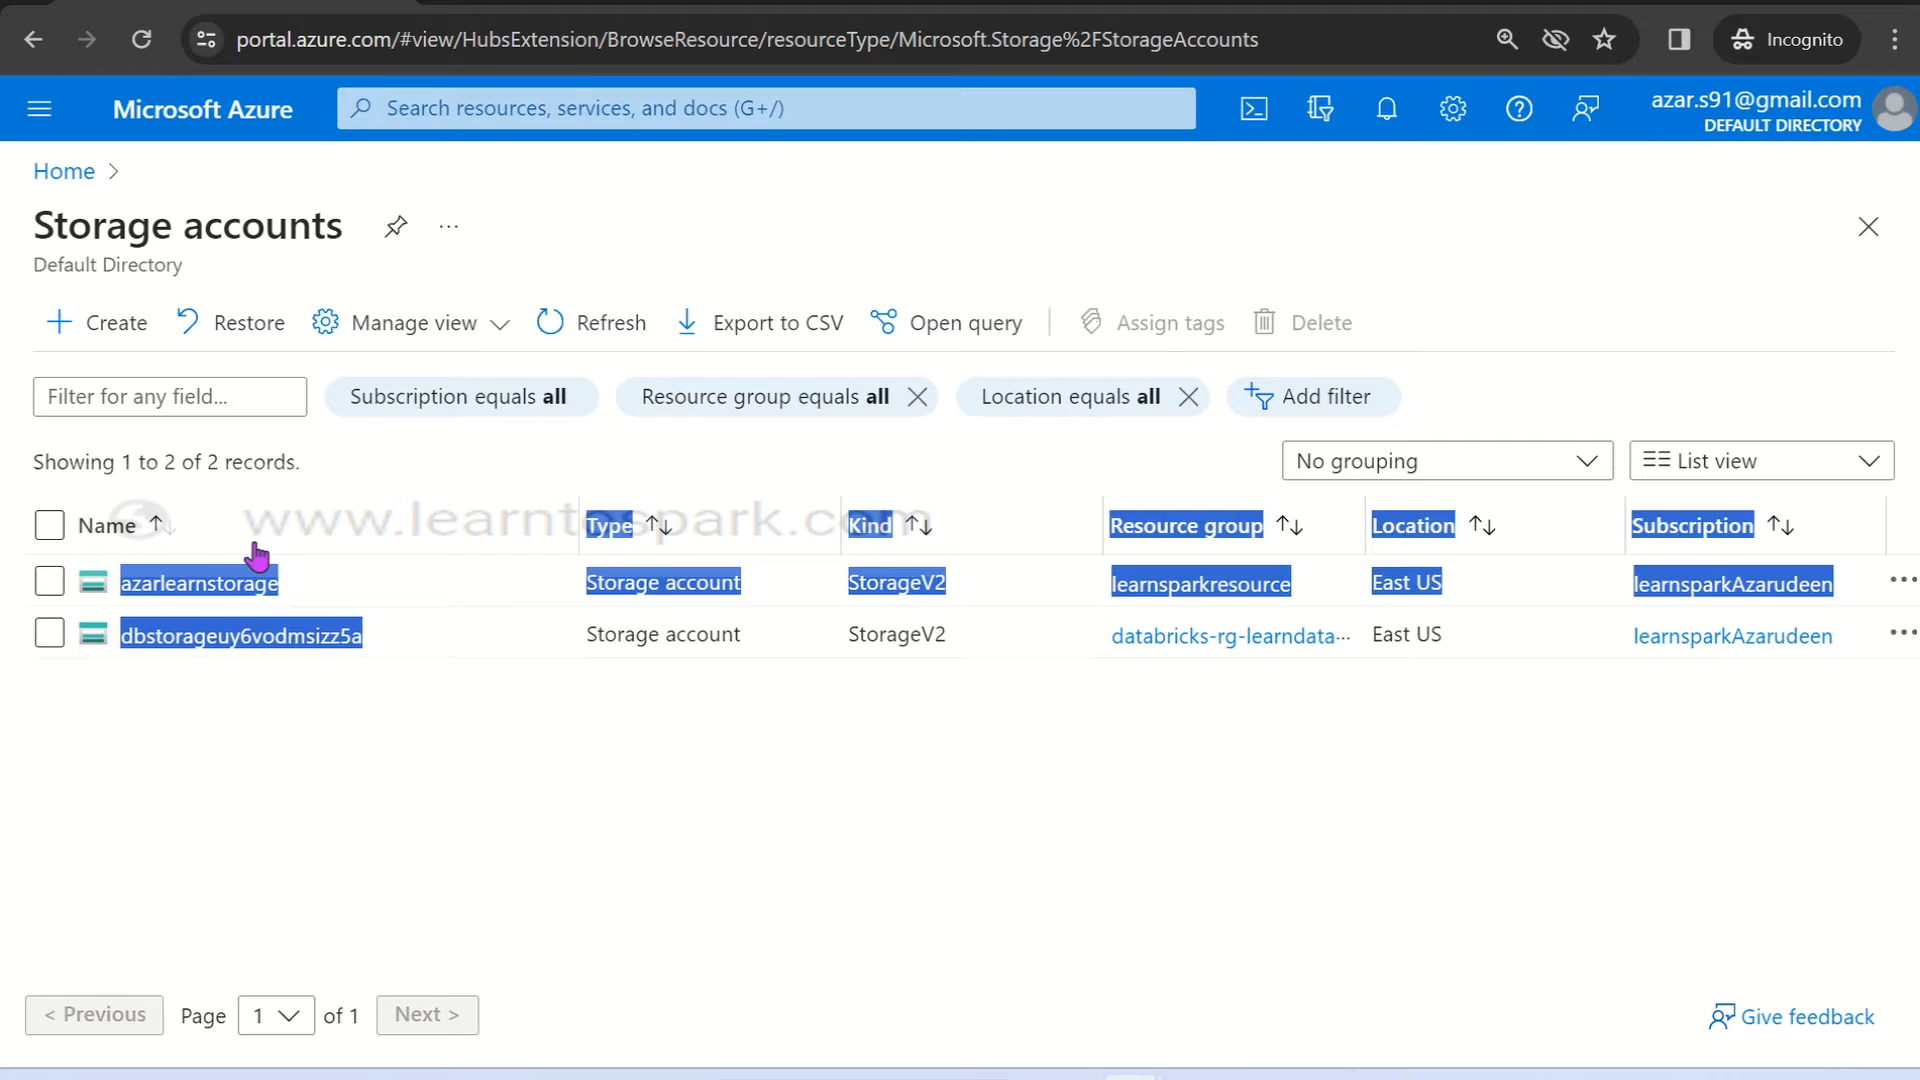 portal.azure.com/#view/HubsExtension/BrowseResource/resourceType/Microsoft.Storage%2FStorageAccounts
Incognito
Microsoft Azure
Search resources, services, and docs (G+/)
azar.s91@gmail.com
DEFAULT DIRECTORY
Home
Storage accounts
Default Directory
Create Restore Manage view Refresh Export to CSV Open query Assign tags Delete
Filter for any field...
Subscription equals all
Resource group equals all
Location equals all
Add filter
Showing 1 to 2 of 2 records.
No grouping
List view
www.learntospark.com
Name Type Kind Resource group Location Subscription
azarlearnstorage Storage account StorageV2 learnsparkresource East US learnsparkAzarudeen
dbstorageuy6vodmsizz5a Storage account StorageV2 databricks-rg-learndata... East US learnsparkAzarudeen
< Previous Page 1 of 1 Next >
Give feedback